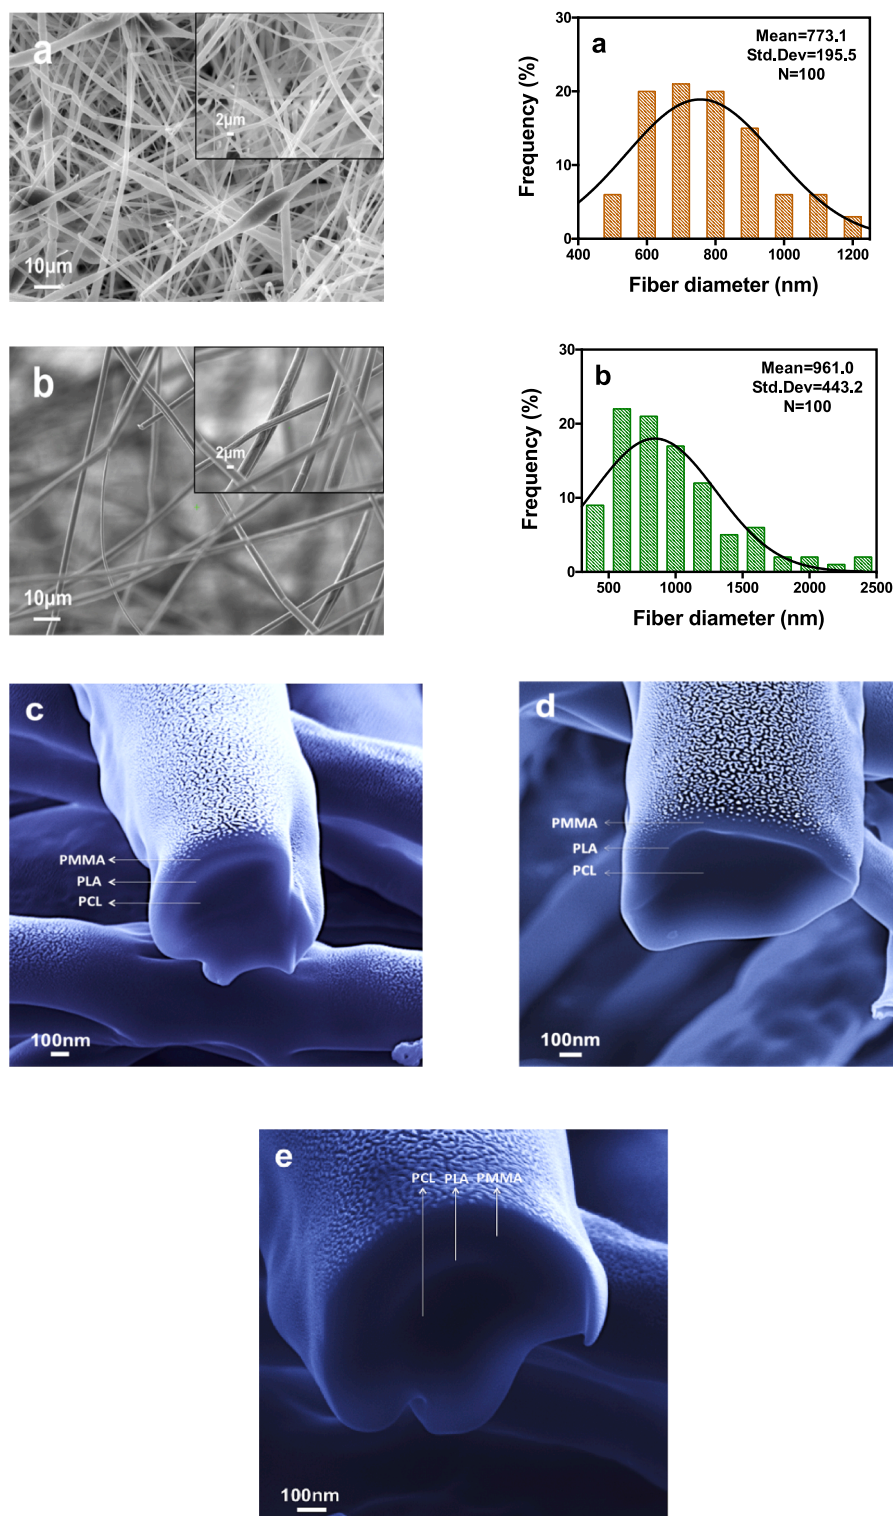 a
2µm
10µm
a
Mean=773.1
Std.Dev=195.5
N=100
Frequency (%)
30
20
10
0
400 600 800 1000 1200
Fiber diameter (nm)
b
2µm
10µm
b
Mean=961.0
Std.Dev=443.2
N=100
Frequency (%)
30
20
10
0
500 1000 1500 2000 2500
Fiber diameter (nm)
c
PMMA
PLA
PCL
100nm
d
PMMA
PLA
PCL
100nm
e
PCL PLA PMMA
100nm